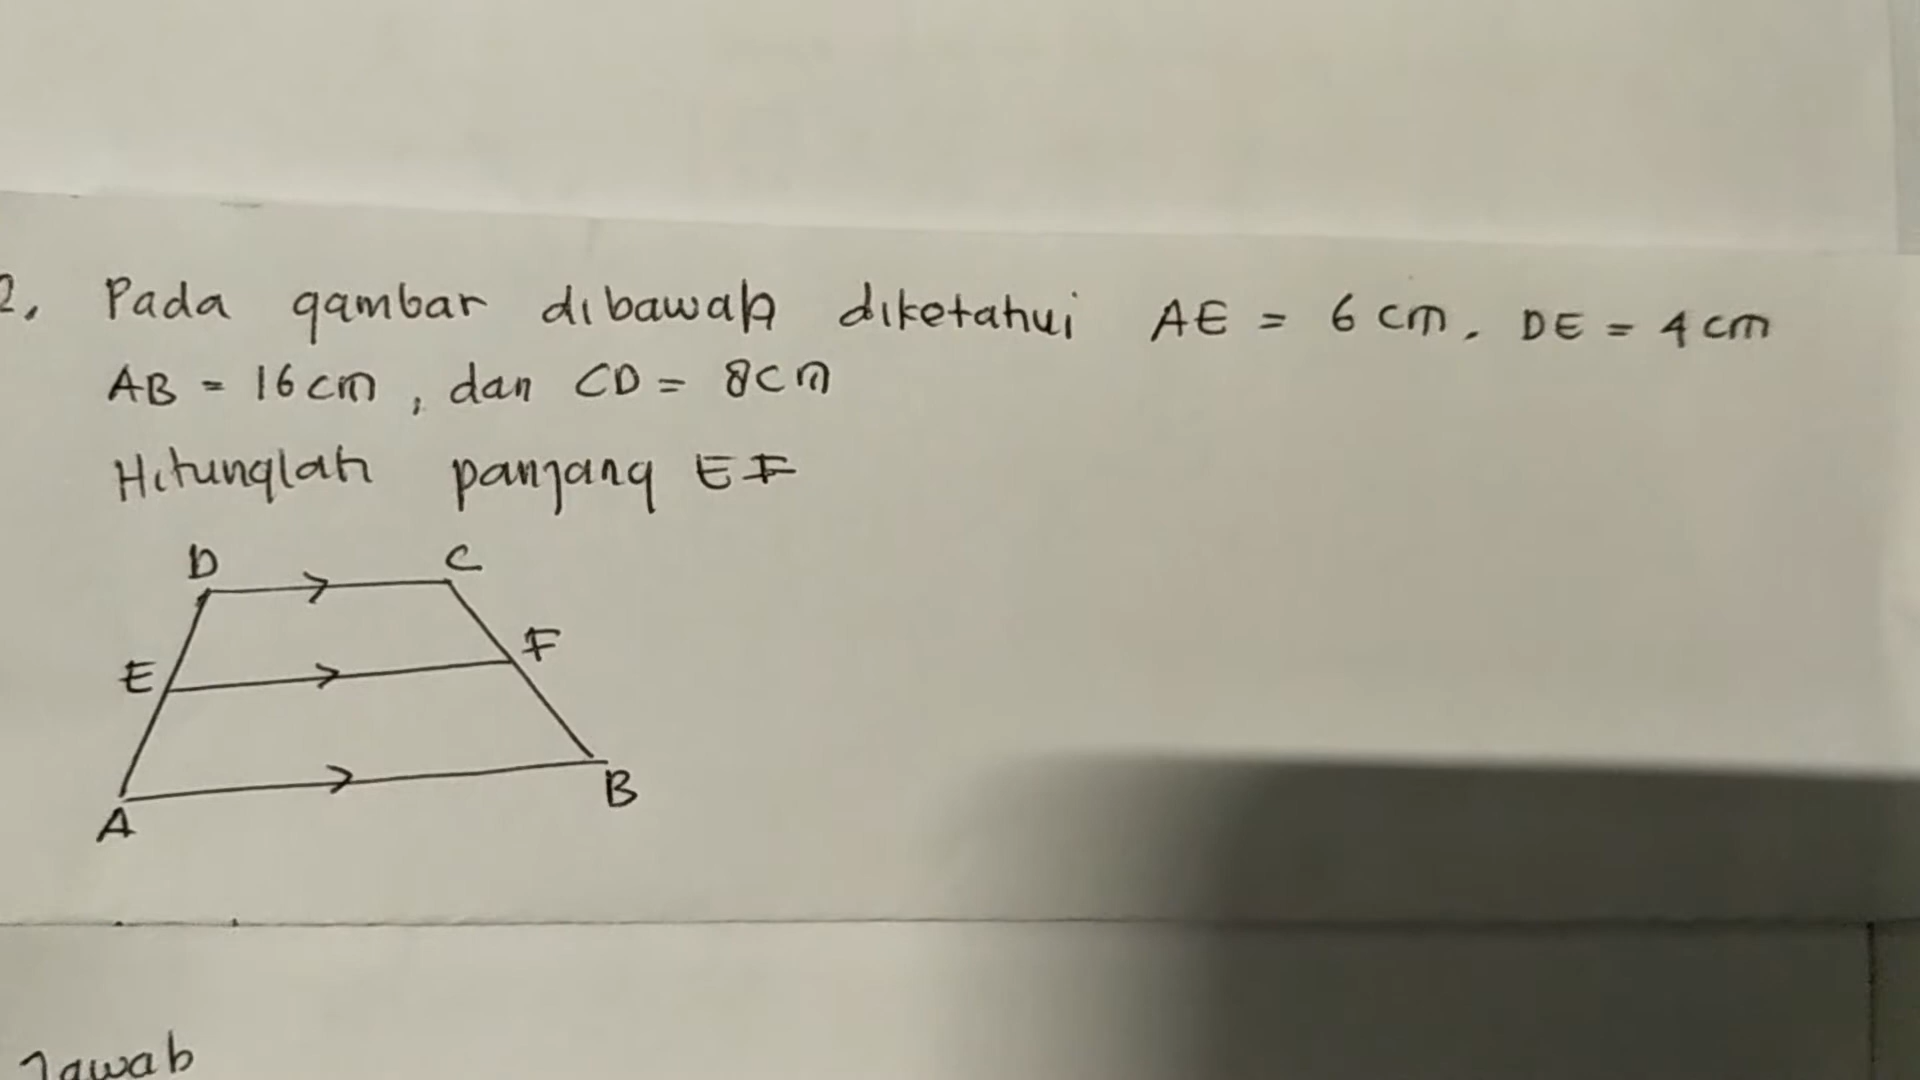 2. Pada gambar dibawah diketahui AE = 6 cm. DE = 4 cm
AB = 16 cm, dan CD = 8 cm
Hitunglah panjang EF
D C
E F
A B
Jawab